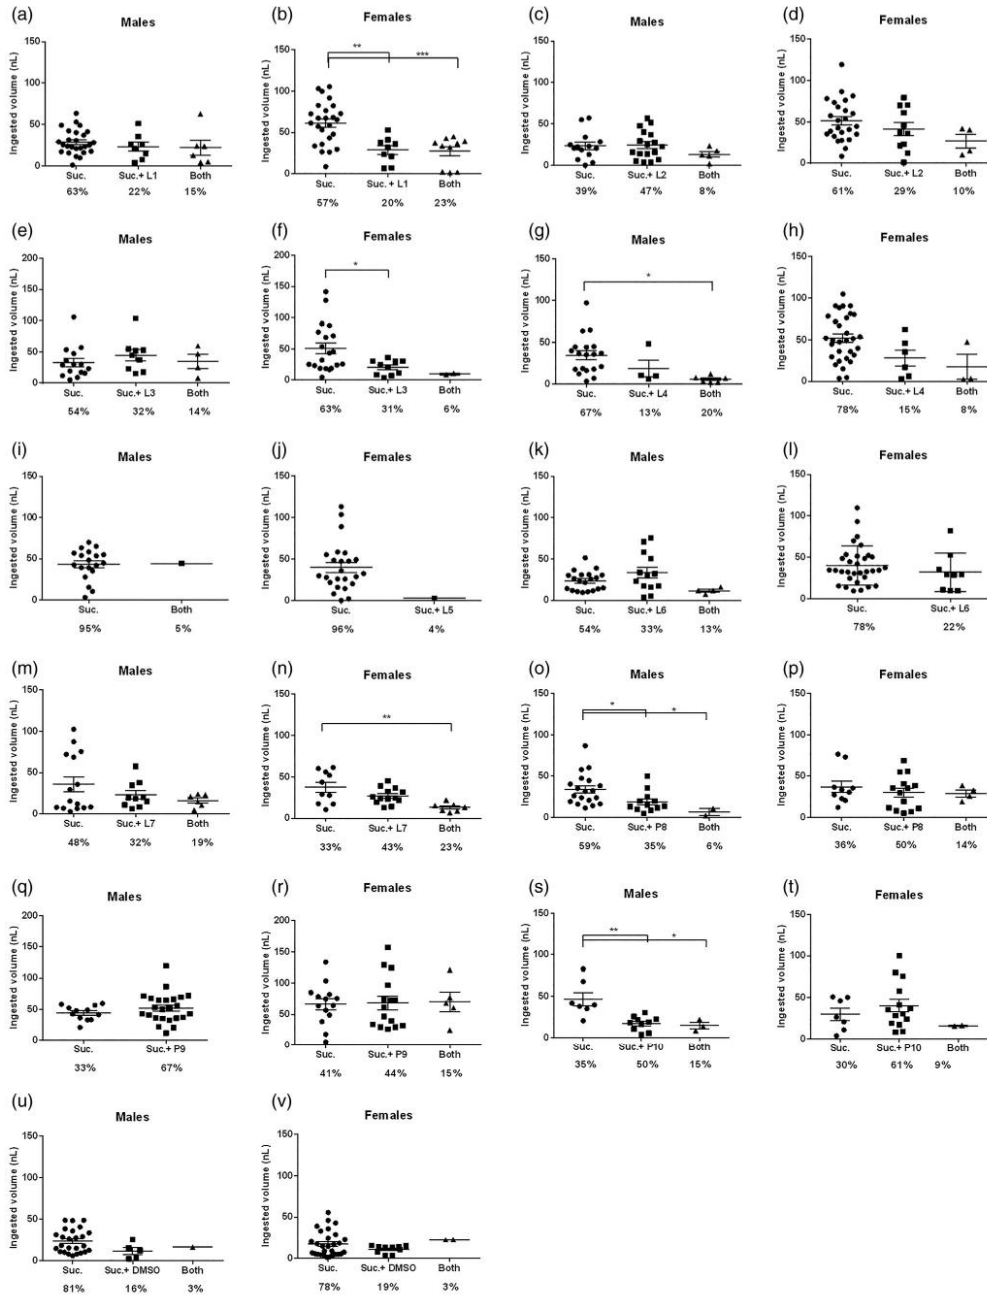 (a) Males
Ingested volume (nL)
150
100
50
0
Suc. Suc.+ L1 Both
63% 22% 15%
(b) Females
Ingested volume (nL)
150
100
50
0
** ***
Suc. Suc.+ L1 Both
57% 20% 23%
(c) Males
Ingested volume (nL)
150
100
50
0
Suc. Suc.+ L2 Both
39% 47% 8%
(d) Females
Ingested volume (nL)
150
100
50
0
Suc. Suc.+ L2 Both
61% 29% 10%
(e) Males
Ingested volume (nL)
200
150
100
50
0
Suc. Suc.+ L3 Both
54% 32% 14%
(f) Females
Ingested volume (nL)
200
150
100
50
0
*
Suc. Suc.+ L3 Both
63% 31% 6%
(g) Males
Ingested volume (nL)
150
100
50
0
*
Suc. Suc.+ L4 Both
67% 13% 20%
(h) Females
Ingested volume (nL)
150
100
50
0
Suc. Suc.+ L4 Both
78% 15% 8%
(i) Males
Ingested volume (nL)
150
100
50
0
Suc. Both
95% 5%
(j) Females
Ingested volume (nL)
150
100
50
0
Suc. Suc.+ L5
96% 4%
(k) Males
Ingested volume (nL)
150
100
50
0
Suc. Suc.+ L6 Both
54% 33% 13%
(l) Females
Ingested volume (nL)
150
100
50
0
Suc. Suc.+ L6
78% 22%
(m) Males
Ingested volume (nL)
150
100
50
0
Suc. Suc.+ L7 Both
48% 32% 19%
(n) Females
Ingested volume (nL)
150
100
50
0
**
Suc. Suc.+ L7 Both
33% 43% 23%
(o) Males
Ingested volume (nL)
150
100
50
0
* *
Suc. Suc.+ P8 Both
59% 35% 6%
(p) Females
Ingested volume (nL)
150
100
50
0
Suc. Suc.+ P8 Both
36% 50% 14%
(q) Males
Ingested volume (nL)
200
150
100
50
0
Suc. Suc.+ P9
33% 67%
(r) Females
Ingested volume (nL)
200
150
100
50
0
Suc. Suc.+ P9 Both
41% 44% 15%
(s) Males
Ingested volume (nL)
150
100
50
0
** *
Suc. Suc.+ P10 Both
35% 50% 15%
(t) Females
Ingested volume (nL)
150
100
50
0
Suc. Suc.+ P10 Both
30% 61% 9%
(u) Males
Ingested volume (nL)
150
100
50
0
Suc. Suc.+ DMSO Both
81% 16% 3%
(v) Females
Ingested volume (nL)
150
100
50
0
Suc. Suc.+ DMSO Both
78% 19% 3%